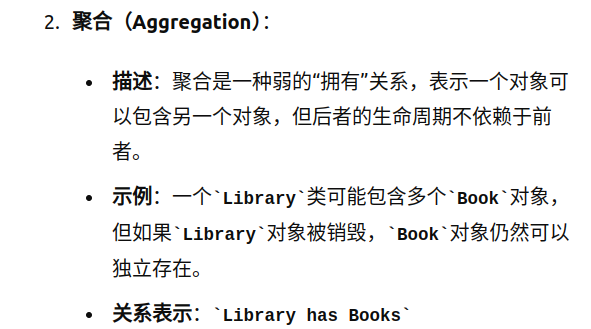 2. 聚合（Aggregation）：
• 描述：聚合是一种弱的“拥有”关系，表示一个对象可
以包含另一个对象，但后者的生命周期不依赖于前
者。
• 示例：一个`Library`类可能包含多个`Book`对象，
但如果`Library`对象被销毁，`Book`对象仍然可以
独立存在。
• 关系表示：`Library has Books`